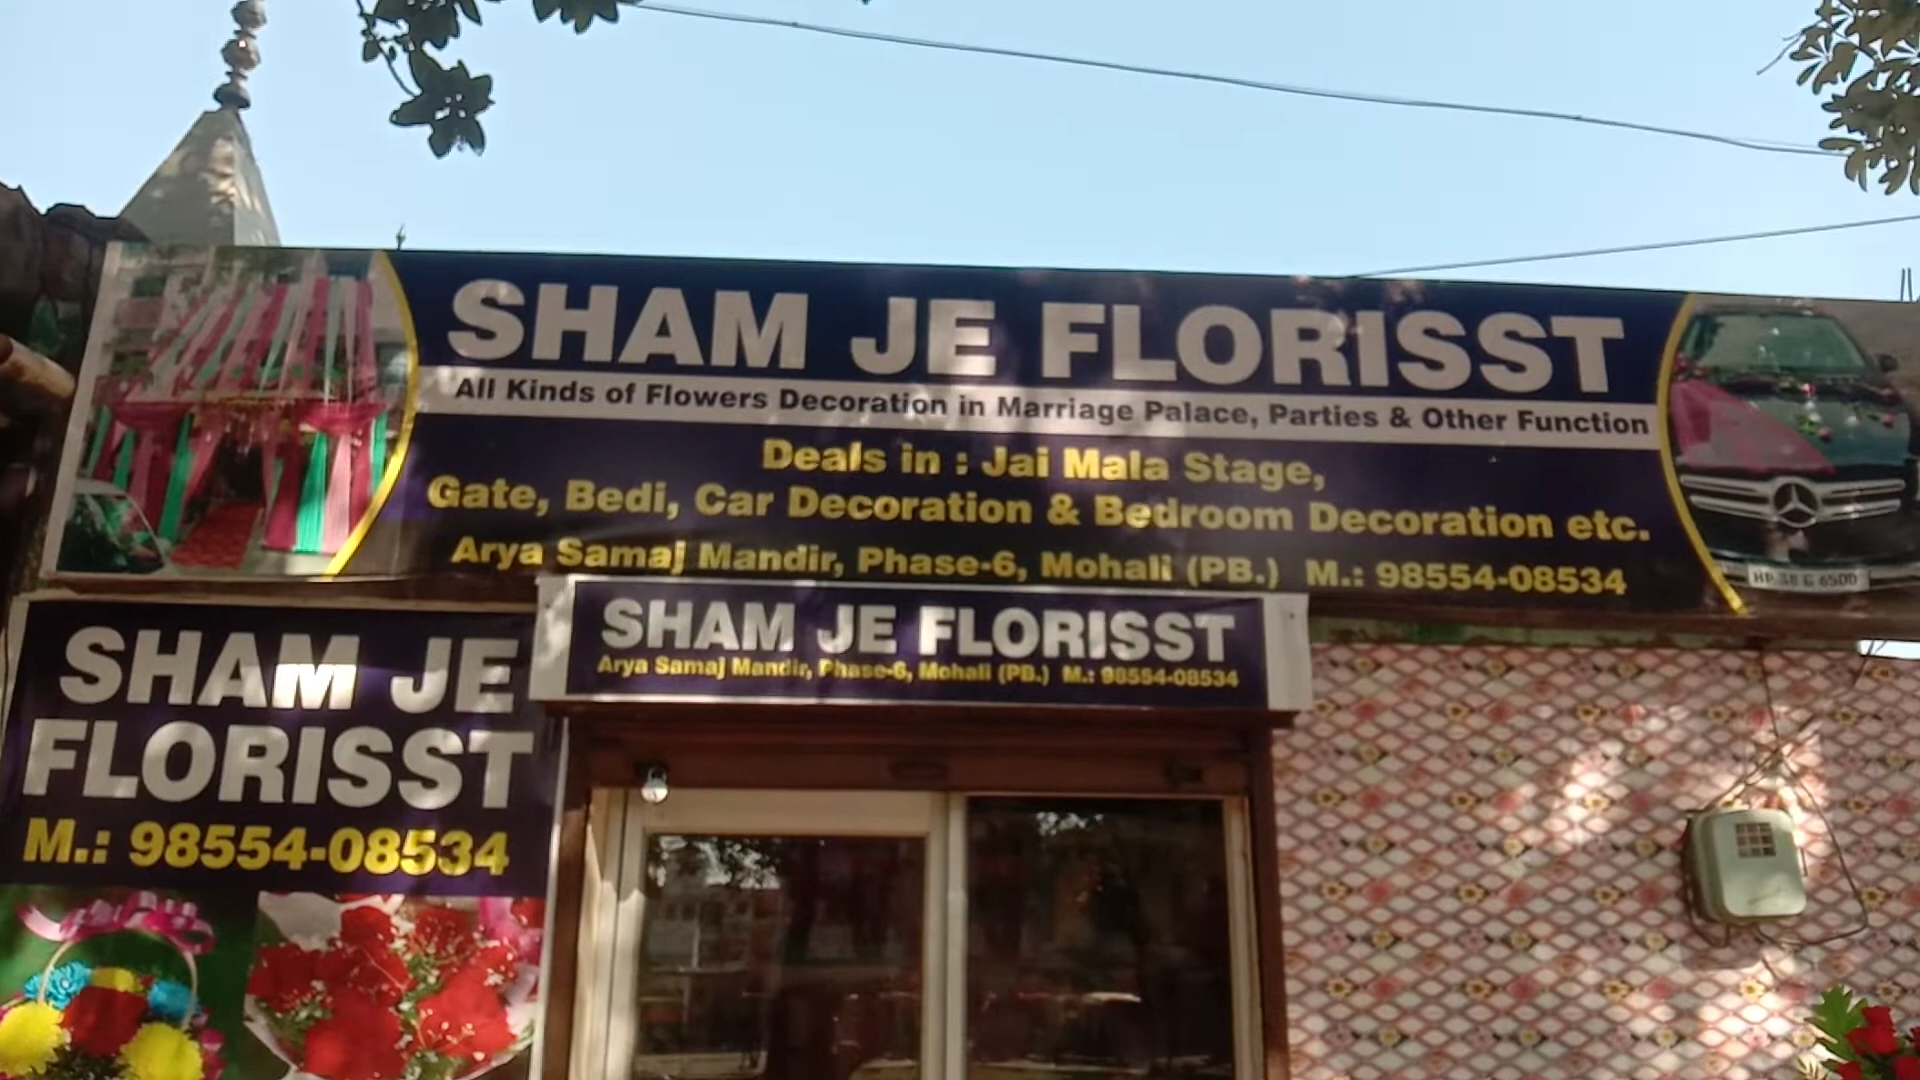 SHAM JE FLORISST
All Kinds of Flowers Decoration in Marriage Palace, Parties & Other Function
Deals in : Jai Mala Stage,
Gate, Bedi, Car Decoration & Bedroom Decoration etc.
Arya Samaj Mandir, Phase-6, Mohali (PB.) M.: 98554-08534
SHAM JE FLORISST
Arya Samaj Mandir, Phase-6, Mohali (PB.) M.: 98554-08534
SHAM JE
FLORISST
M.: 98554-08534